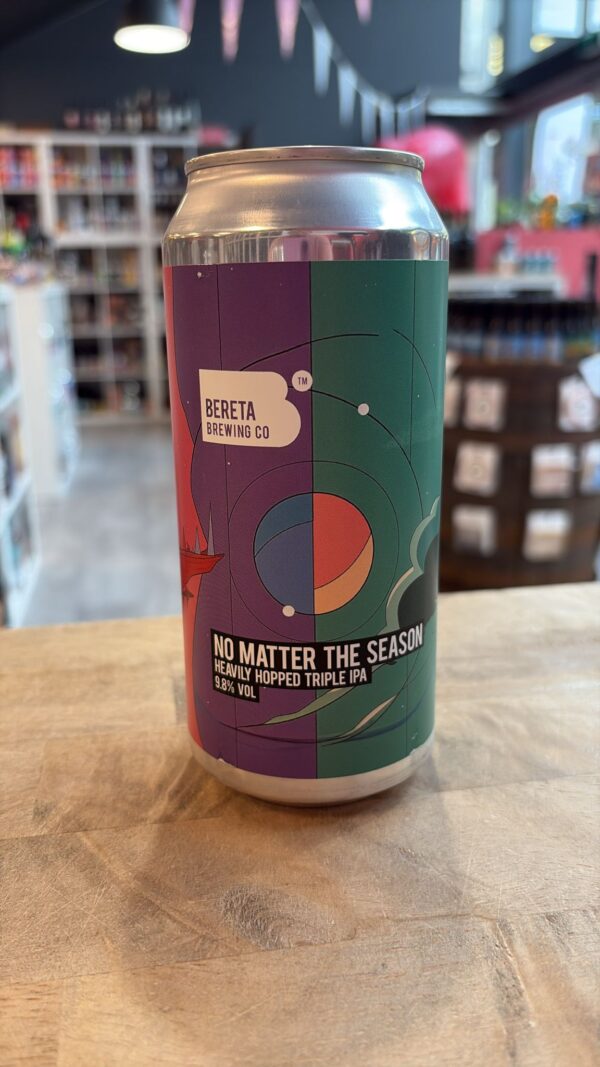 TM
BERETA
BREWING CO
NO MATTER THE SEASON
HEAVILY HOPPED TRIPLE IPA
9.8% VOL